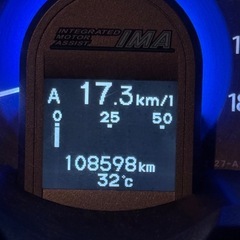 INTEGRATED
MOTOR
ASSIST
IMA
A 17.3 km/l
0 25 50
108598 km
32°C